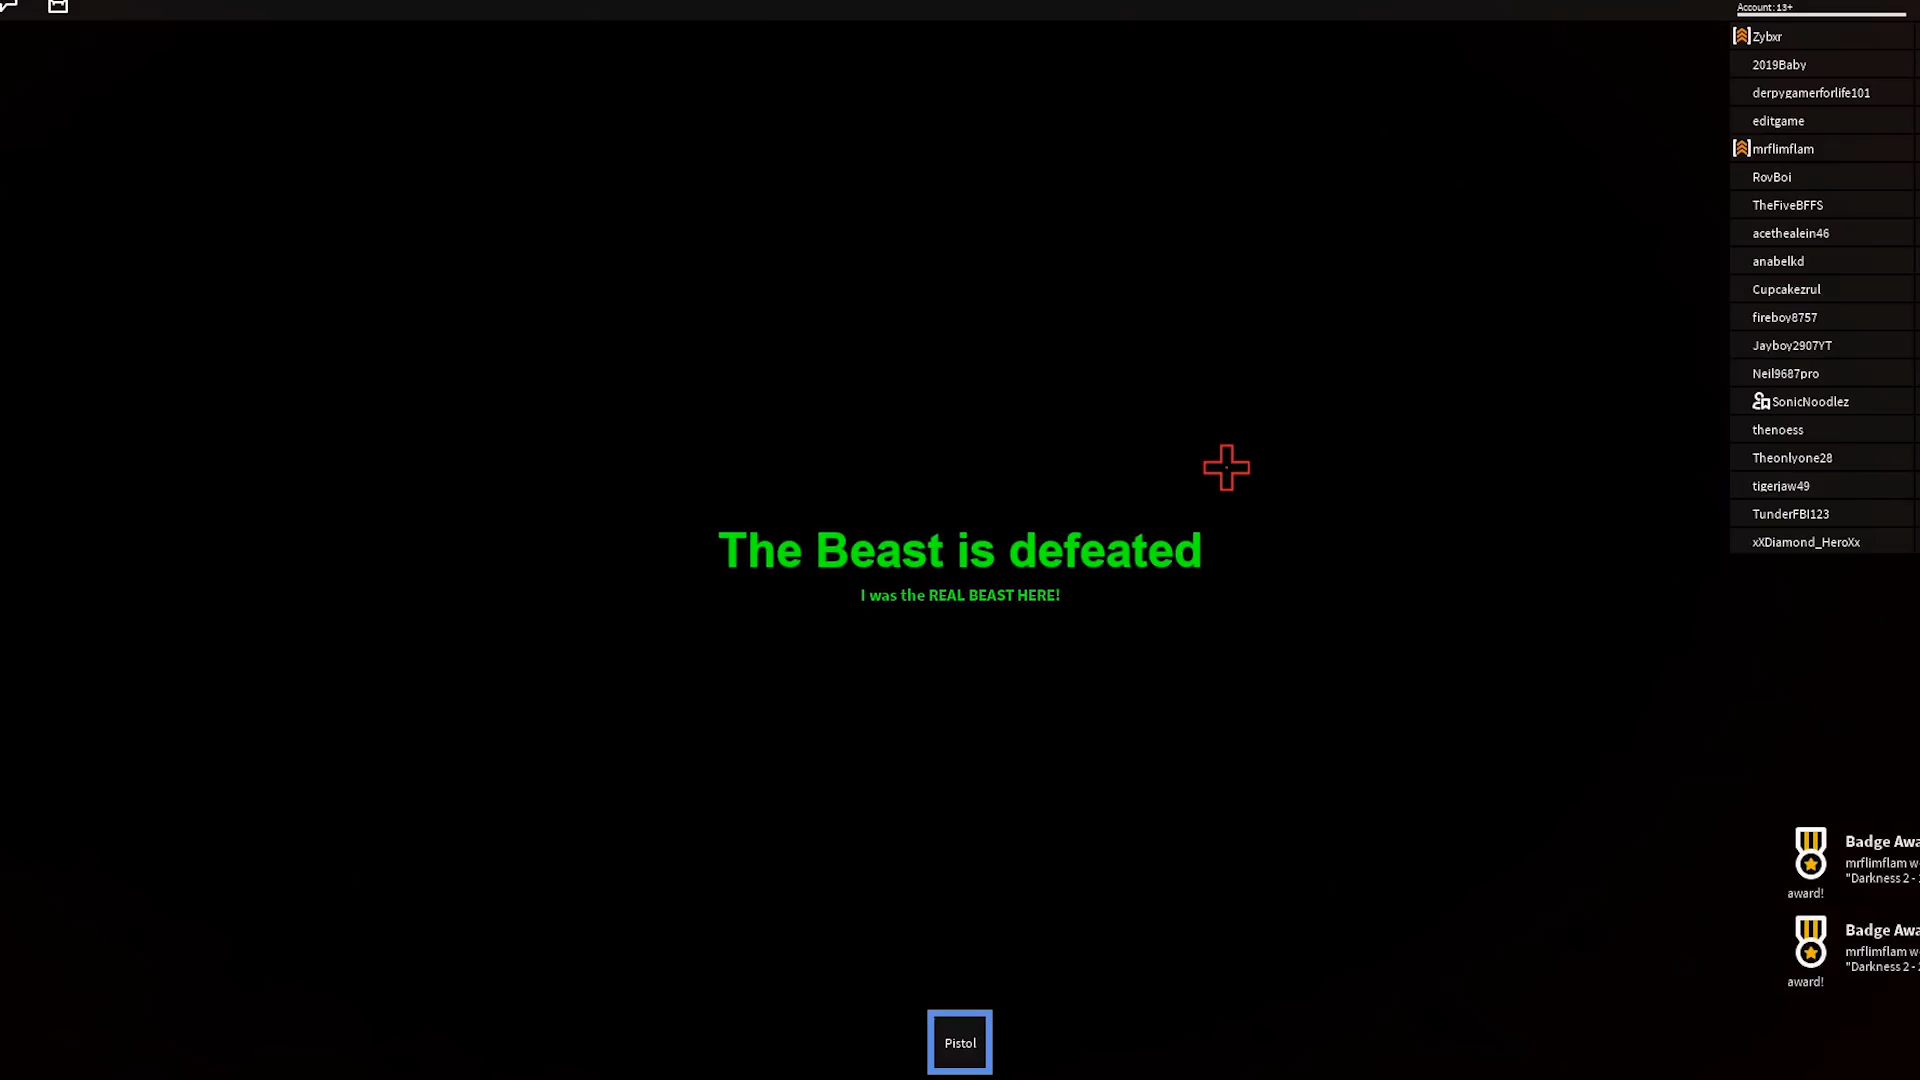 Account: 13+
Zybxr
2019Baby
derpygamerforlife101
editgame
mrflimflam
RovBoi
TheFiveBFFS
acethealein46
anabelkd
Cupcakezrul
fireboy8757
Jayboy2907YT
Neil9687pro
SonicNoodlez
thenoess
Theonlyone28
tigerjaw49
TunderFBI123
xXDiamond_HeroXx
The Beast is defeated
I was the REAL BEAST HERE!
Badge Awa
mrflimflam w
"Darkness 2 -
award!
Badge Awa
mrflimflam w
"Darkness 2 -
award!
Pistol